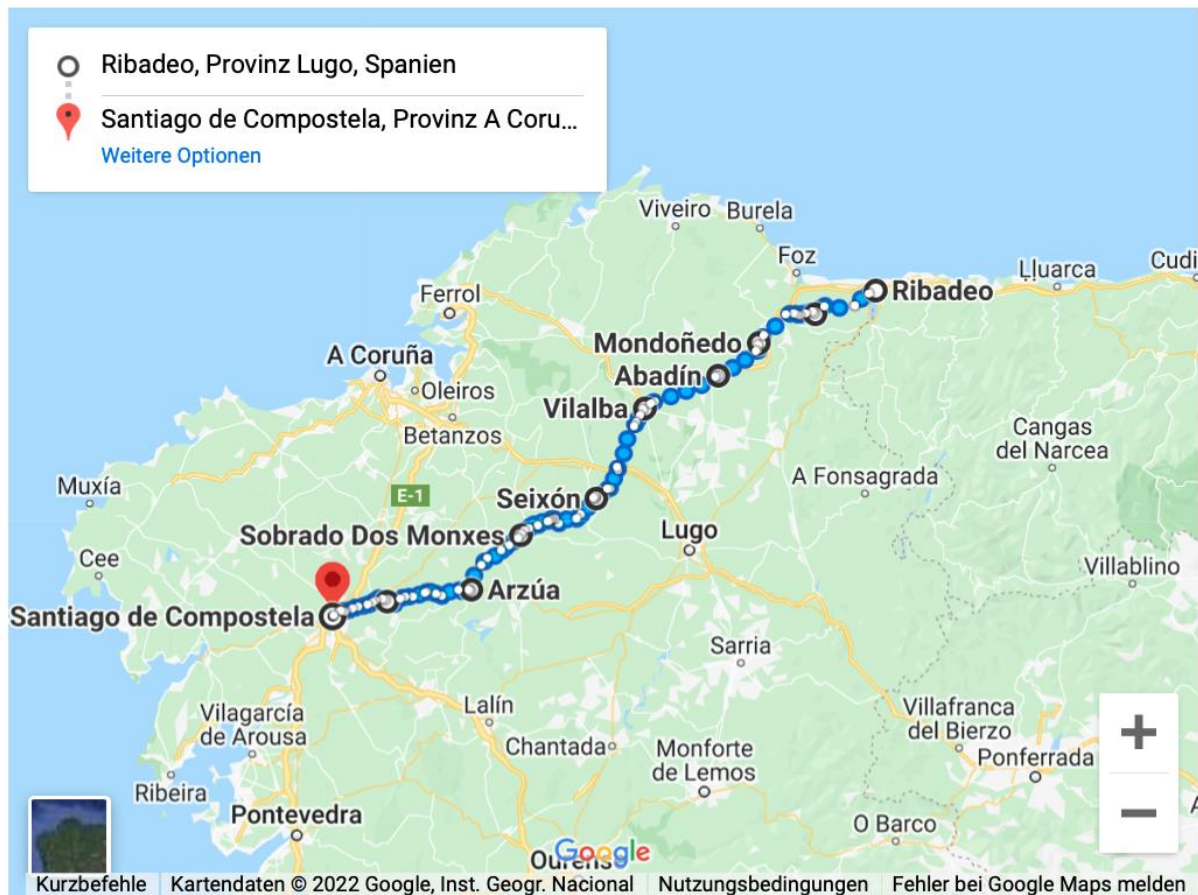 Ribadeo, Provinz Lugo, Spanien
Santiago de Compostela, Provinz A Coru...
Weitere Optionen
Viveiro
Burela
Foz
Lluarca
Cudi
Ribadeo
Ferrol
Mondoñedo
A Coruña
Abadín
Oleiros
Vilalba
Betanzos
Cangas
del Narcea
A Fonsagrada
Muxía
E-1
Seixón
Sobrado Dos Monxes
Lugo
Cee
Villablino
Arzúa
Santiago de Compostela
Sarria
Lalín
Vilagarcía
de Arousa
Villafranca
del Bierzo
Chantada
Monforte
de Lemos
Ponferrada
Ribeira
Pontevedra
O Barco
Google
Kurzbefehle
Kartendaten © 2022 Google, Inst. Geogr. Nacional
Nutzungsbedingungen
Fehler bei Google Maps melden